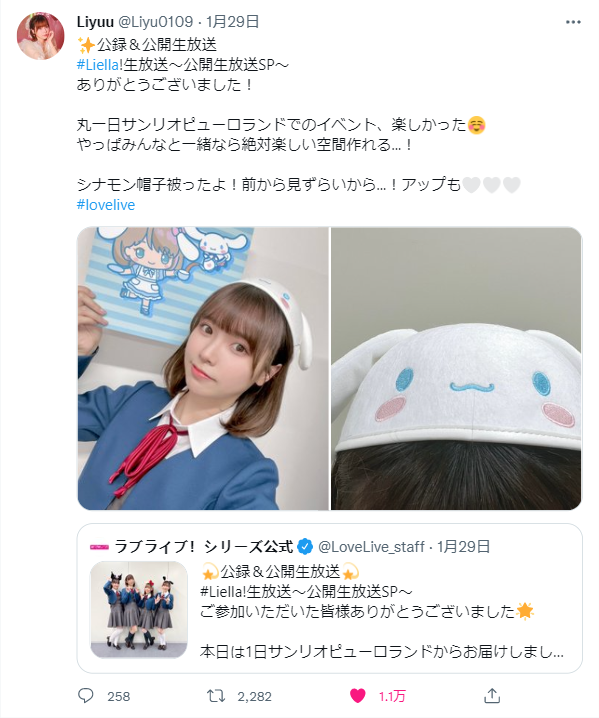 Liyuu @Liyu0109 · 1月29日
✨公録＆公開生放送
#Liella!生放送〜公開生放送SP〜
ありがとうございました！
丸一日サンリオピューロランドでのイベント、楽しかった☺️
やっぱみんなと一緒なら絶対楽しい空間作れる...！
シナモン帽子被ったよ！前から見ずらいから...！アップも🤍🤍🤍
#lovelive
ラブライブ！シリーズ公式 @LoveLive_staff · 1月29日
💫公録＆公開生放送💫
#Liella!生放送〜公開生放送SP〜
ご参加いただいた皆様ありがとうございました🌟
本日は1日サンリオピューロランドからお届けしまし...
258 2,282 1.1万